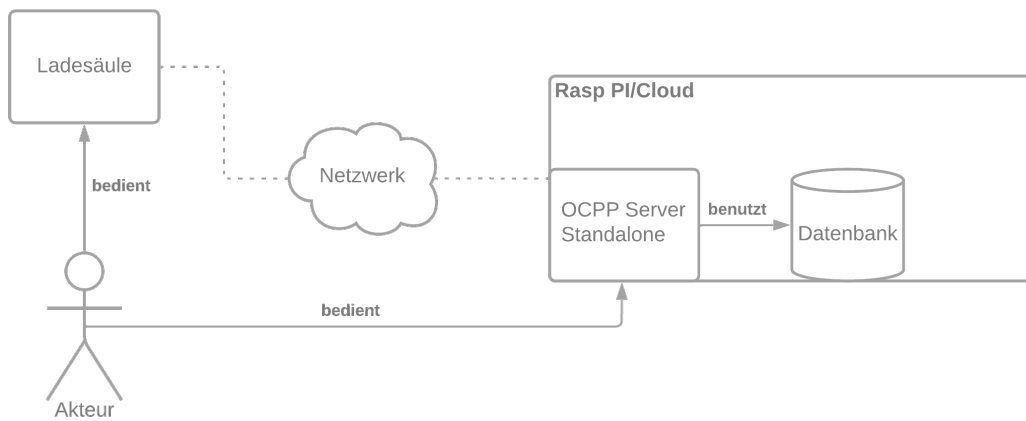 Ladesäule
Rasp PI/Cloud
bedient
Netzwerk
OCPP Server
Standalone
benutzt
Datenbank
bedient
Akteur